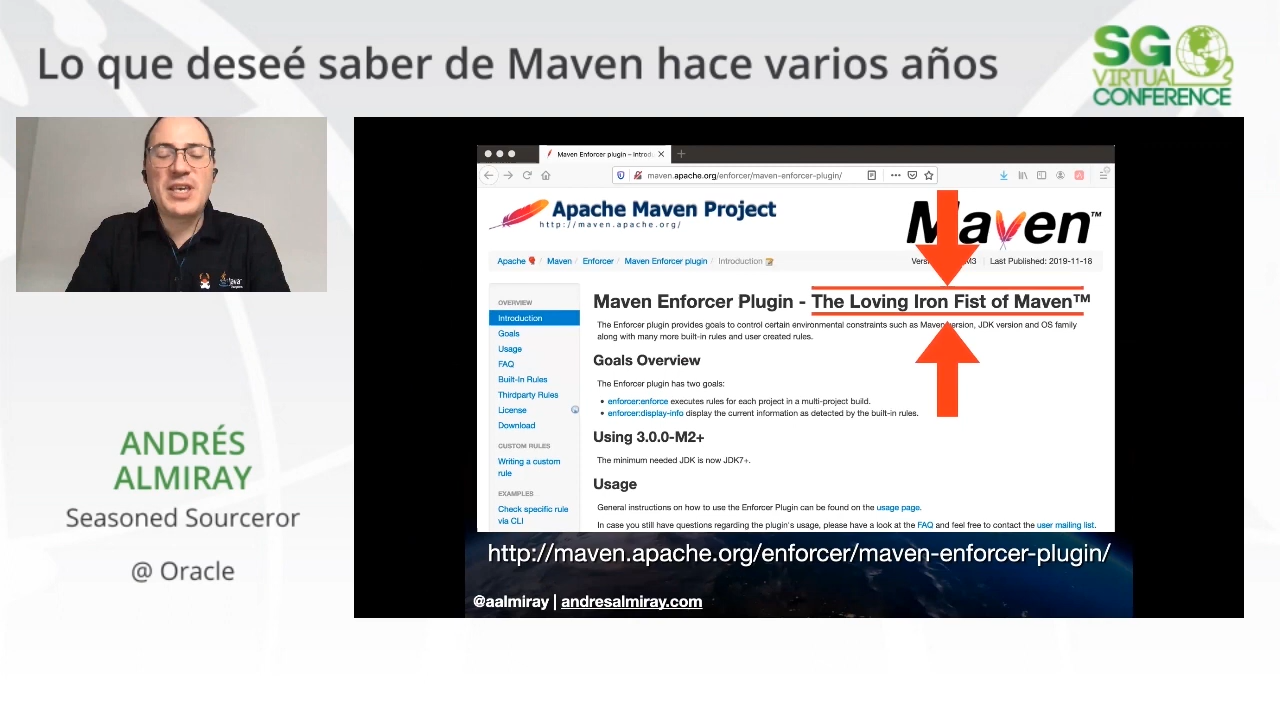 Lo que deseé saber de Maven hace varios años
SG
VIRTUAL
CONFERENCE
ANDRÉS
ALMIRAY
Seasoned Sourceror
@ Oracle
Maven Enforcer plugin – Introd
maven.apache.org/enforcer/maven-enforcer-plugin/
Apache Maven Project
http://maven.apache.org/
Maven™
Apache / Maven / Enforcer / Maven Enforcer plugin / Introduction
M3 | Last Published: 2019-11-18
OVERVIEW
Introduction
Goals
Usage
FAQ
Built-In Rules
Thirdparty Rules
License
Download
CUSTOM RULES
Writing a custom
rule
EXAMPLES
Check specific rule
via CLI
Maven Enforcer Plugin - The Loving Iron Fist of Maven™
The Enforcer plugin provides goals to control certain environmental constraints such as Maven version, JDK version and OS family
along with many more built-in rules and user created rules.
Goals Overview
The Enforcer plugin has two goals:
• enforcer:enforce executes rules for each project in a multi-project build.
• enforcer:display-info display the current information as detected by the built-in rules.
Using 3.0.0-M2+
The minimum needed JDK is now JDK7+.
Usage
General instructions on how to use the Enforcer Plugin can be found on the usage page.
In case you still have questions regarding the plugin's usage, please have a look at the FAQ and feel free to contact the user mailing list.
http://maven.apache.org/enforcer/maven-enforcer-plugin/
@aalmiray | andresalmiray.com